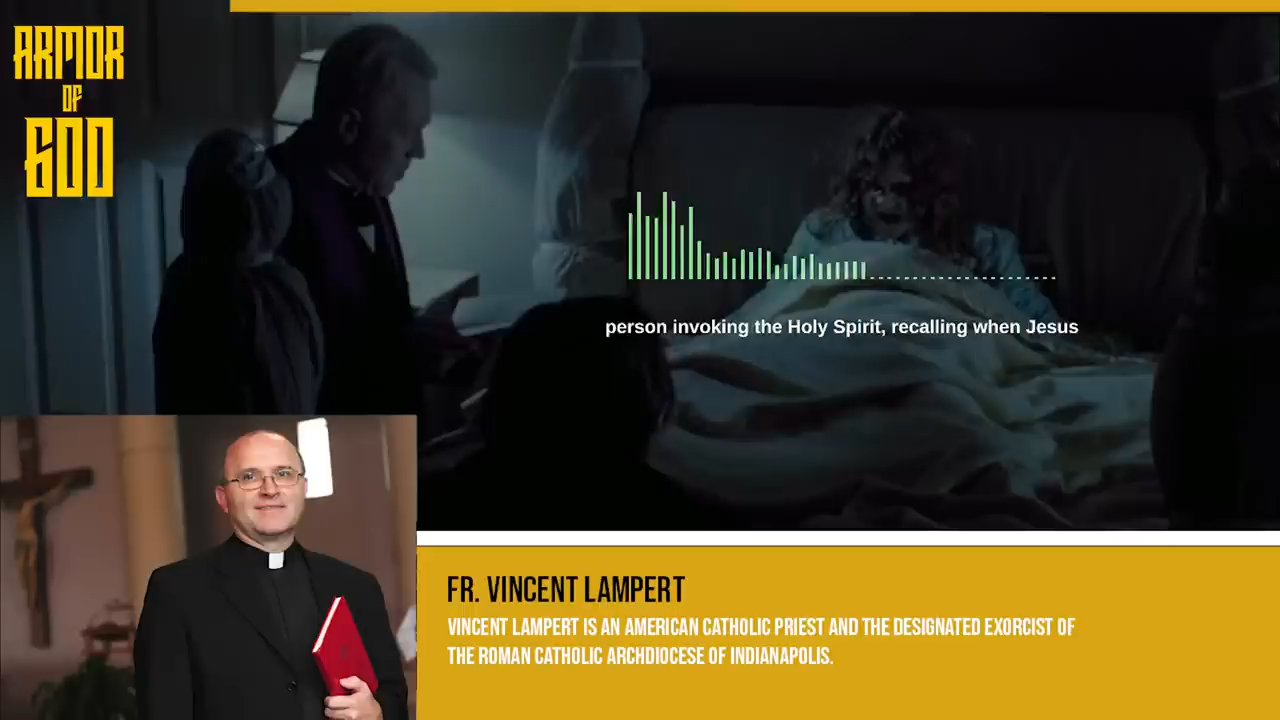 ARMOR
OF
GOD
person invoking the Holy Spirit, recalling when Jesus
FR. VINCENT LAMPERT
VINCENT LAMPERT IS AN AMERICAN CATHOLIC PRIEST AND THE DESIGNATED EXORCIST OF
THE ROMAN CATHOLIC ARCHDIOCESE OF INDIANAPOLIS.